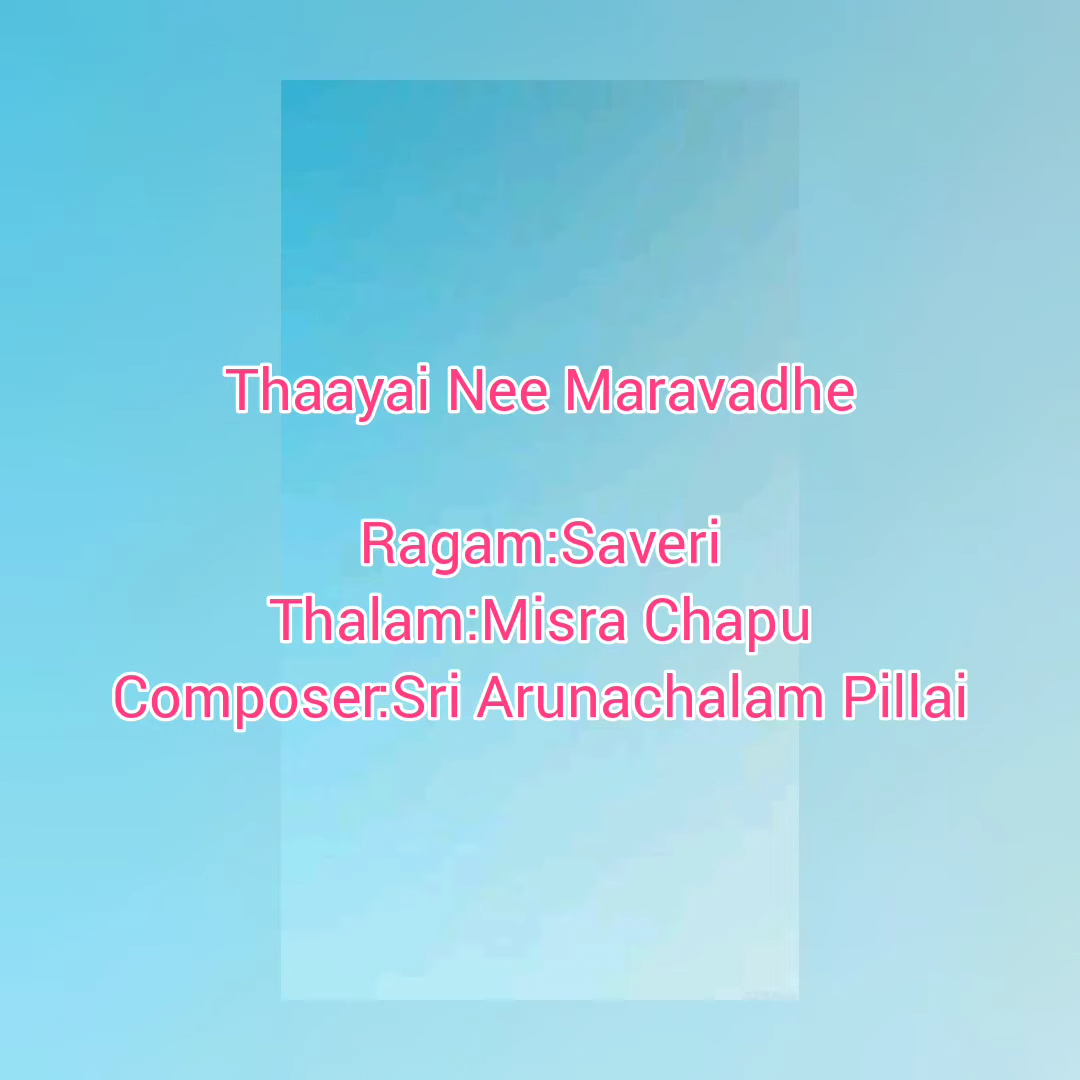 Thaayai Nee Maravadhe
Ragam:Saveri
Thalam:Misra Chapu
Composer:Sri Arunachalam Pillai